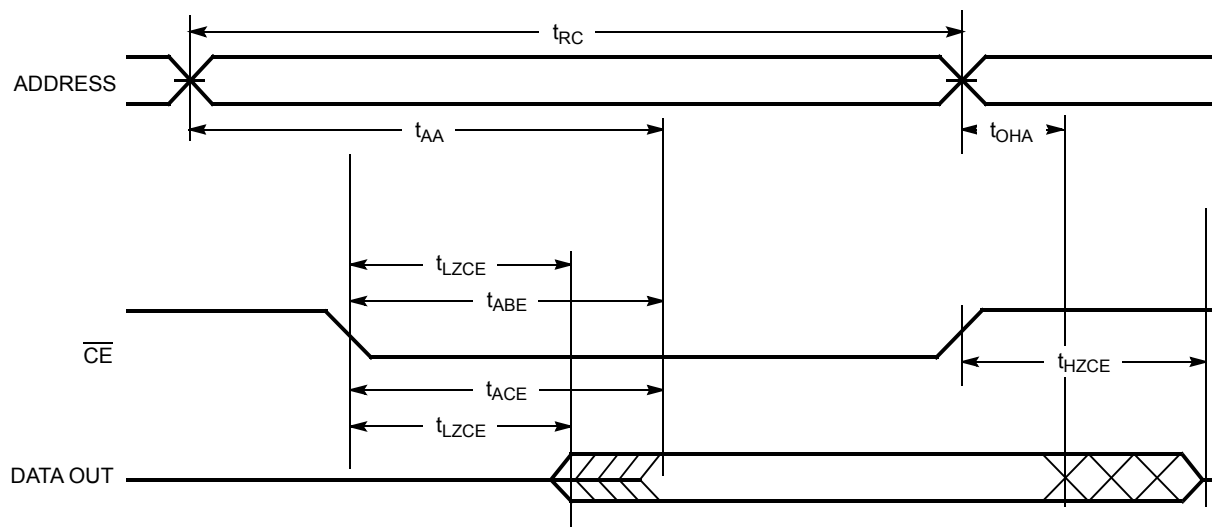 tRC
ADDRESS
tAA
tOHA
tLZCE
tABE
CE
tHZCE
tACE
tLZCE
DATA OUT